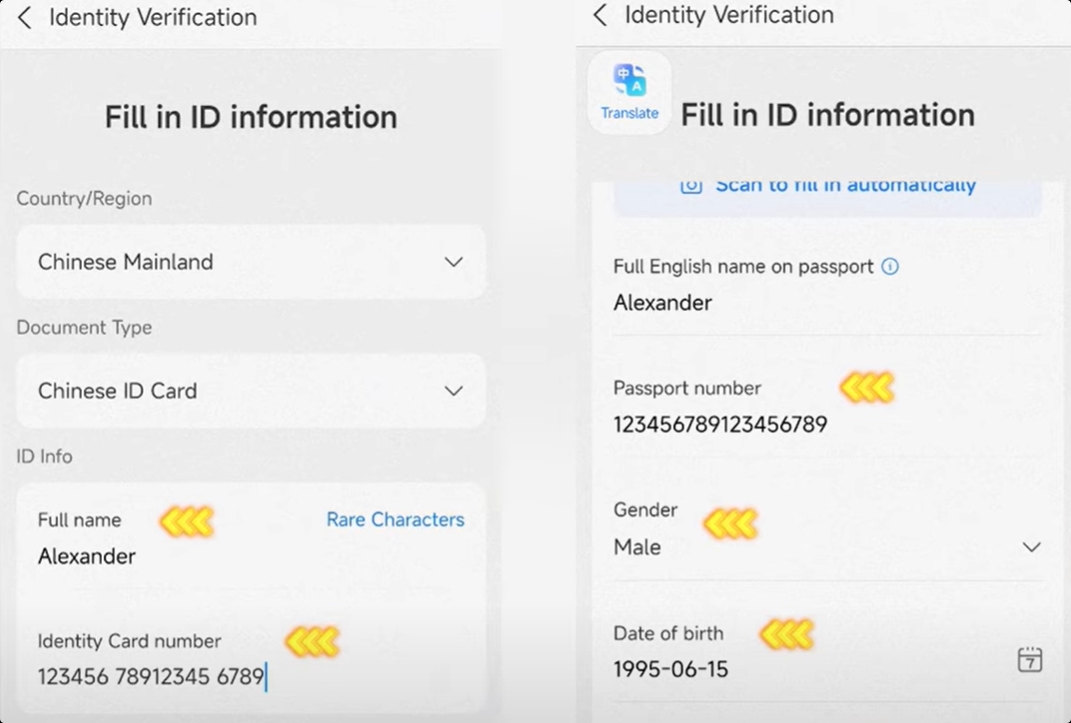 Identity Verification
Fill in ID information
Country/Region
Chinese Mainland
Document Type
Chinese ID Card
ID Info
Full name
Rare Characters
Alexander
Identity Card number
123456 78912345 6789
Identity Verification
中 A
Translate
Fill in ID information
Scan to fill in automatically
Full English name on passport
Alexander
Passport number
123456789123456789
Gender
Male
Date of birth
1995-06-15
7